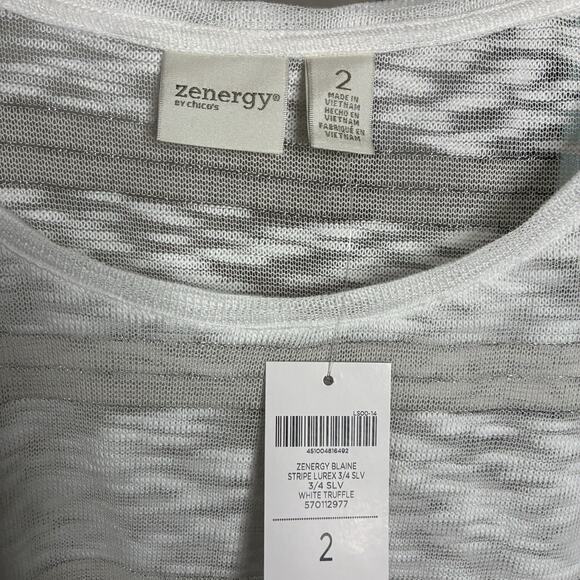 zenergy®
BY chico's
2
MADE IN
VIETNAM
HECHO EN
VIETNAM
FABRIQUÉ EN
VIETNAM
LS00-14
451004816492
ZENERGY BLAINE
STRIPE LUREX 3/4 SLV
3/4 SLV
WHITE TRUFFLE
570112977
2